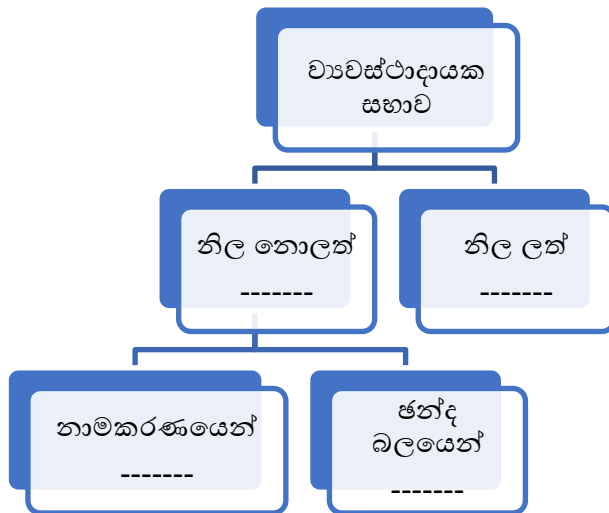 ව්‍යවස්ථාදායක
සභාව
නිල නොලත්
-------
නිල ලත්
-------
නාමකරණයෙන්
-------
ඡන්ද
බලයෙන්
-------